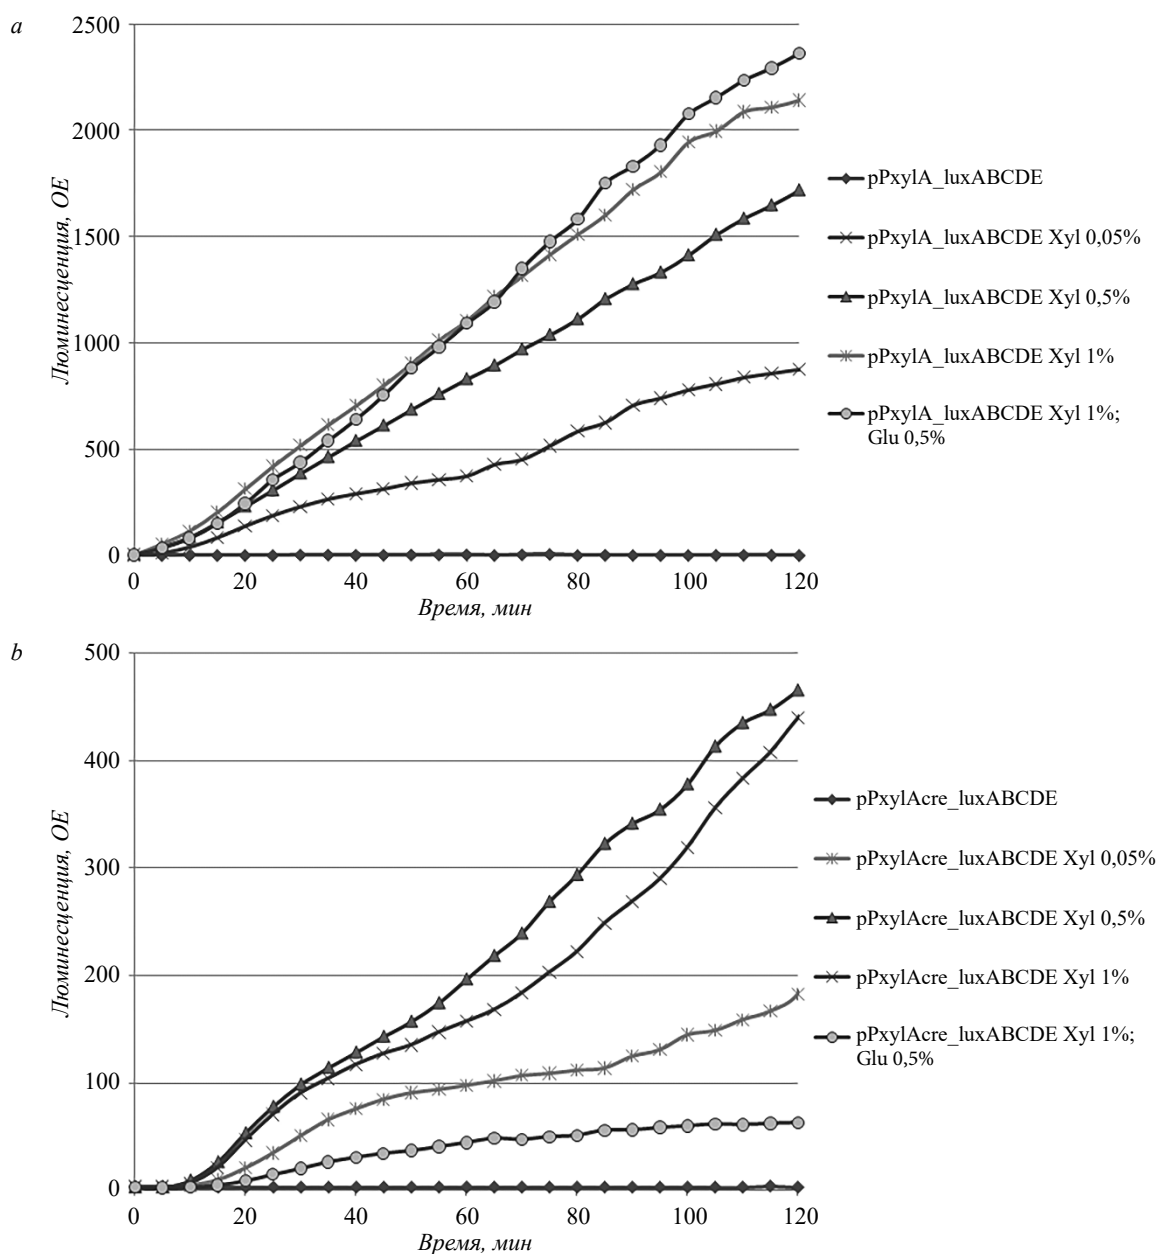 a
Люминесценция, ОЕ
2500
2000
1500
1000
500
0
0 20 40 60 80 100 120
Время, мин
pPxylA_luxABCDE
pPxylA_luxABCDE Xyl 0,05%
pPxylA_luxABCDE Xyl 0,5%
pPxylA_luxABCDE Xyl 1%
pPxylA_luxABCDE Xyl 1%;
Glu 0,5%
b
Люминесценция, ОЕ
500
400
300
200
100
0
0 20 40 60 80 100 120
Время, мин
pPxylAcre_luxABCDE
pPxylAcre_luxABCDE Xyl 0,05%
pPxylAcre_luxABCDE Xyl 0,5%
pPxylAcre_luxABCDE Xyl 1%
pPxylAcre_luxABCDE Xyl 1%;
Glu 0,5%